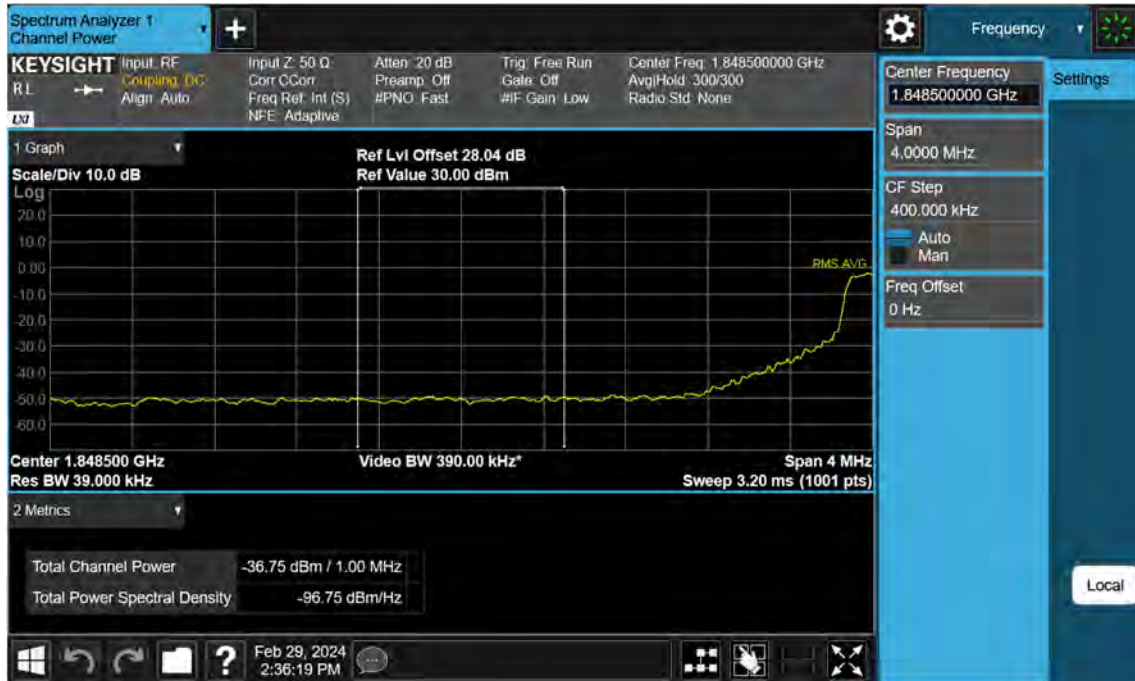 Spectrum Analyzer 1
Channel Power
+
Frequency
KEYSIGHT
RL
LXI
Input: RF
Coupling: DC
Align: Auto
Input Z: 50 Ω
Corr CCorr
Freq Ref: Int (S)
NFE: Adaptive
Atten: 20 dB
Preamp: Off
#PNO: Fast
Trig: Free Run
Gate: Off
#IF Gain: Low
Center Freq: 1.848500000 GHz
Avg|Hold: 300/300
Radio Std: None
1 Graph
Scale/Div 10.0 dB
Ref Lvl Offset 28.04 dB
Ref Value 30.00 dBm
Log
20.0
10.0
0.00
-10.0
-20.0
-30.0
-40.0
-50.0
-60.0
RMS AVG
Center 1.848500 GHz
Res BW 39.000 kHz
Video BW 390.00 kHz*
Span 4 MHz
Sweep 3.20 ms (1001 pts)
2 Metrics
Total Channel Power -36.75 dBm / 1.00 MHz
Total Power Spectral Density -96.75 dBm/Hz
?
Feb 29, 2024
2:36:19 PM
Center Frequency
1.848500000 GHz
Span
4.0000 MHz
CF Step
400.000 kHz
Auto
Man
Freq Offset
0 Hz
Settings
Local